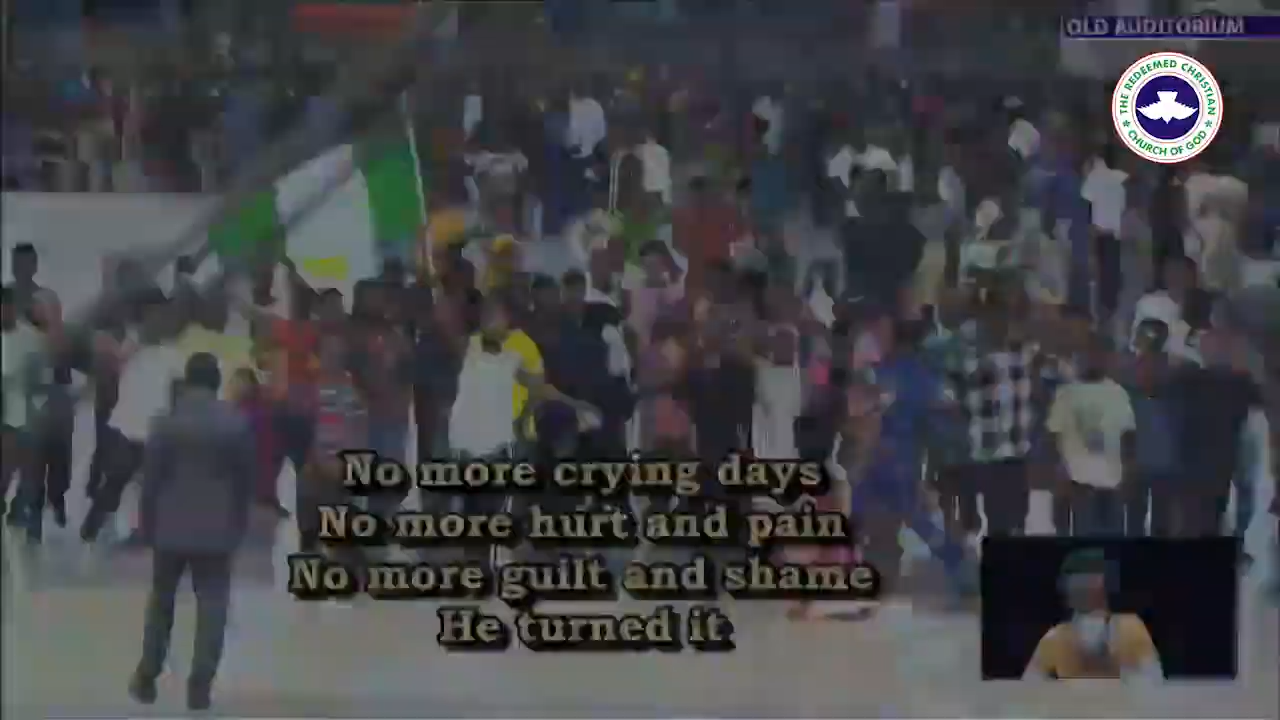 OLD AUDITORIUM
THE REDEEMED CHRISTIAN
CHURCH OF GOD
No more crying days
No more hurt and pain
No more guilt and shame
He turned it